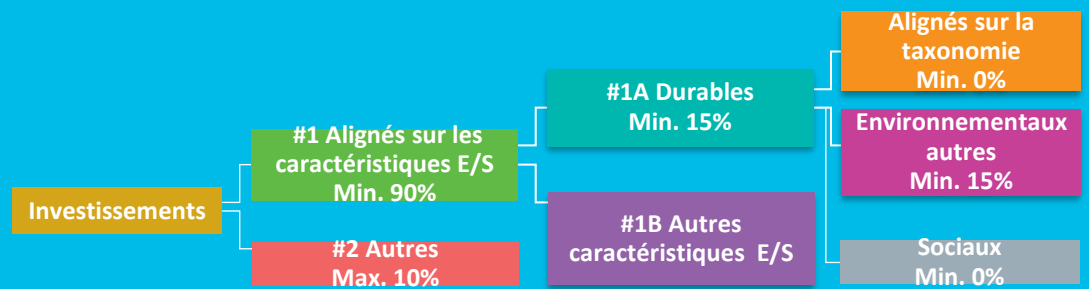 Investissements
#1 Alignés sur les
caractéristiques E/S
Min. 90%
#2 Autres
Max. 10%
#1A Durables
Min. 15%
#1B Autres
caractéristiques E/S
Alignés sur la
taxonomie
Min. 0%
Environnementaux
autres
Min. 15%
Sociaux
Min. 0%